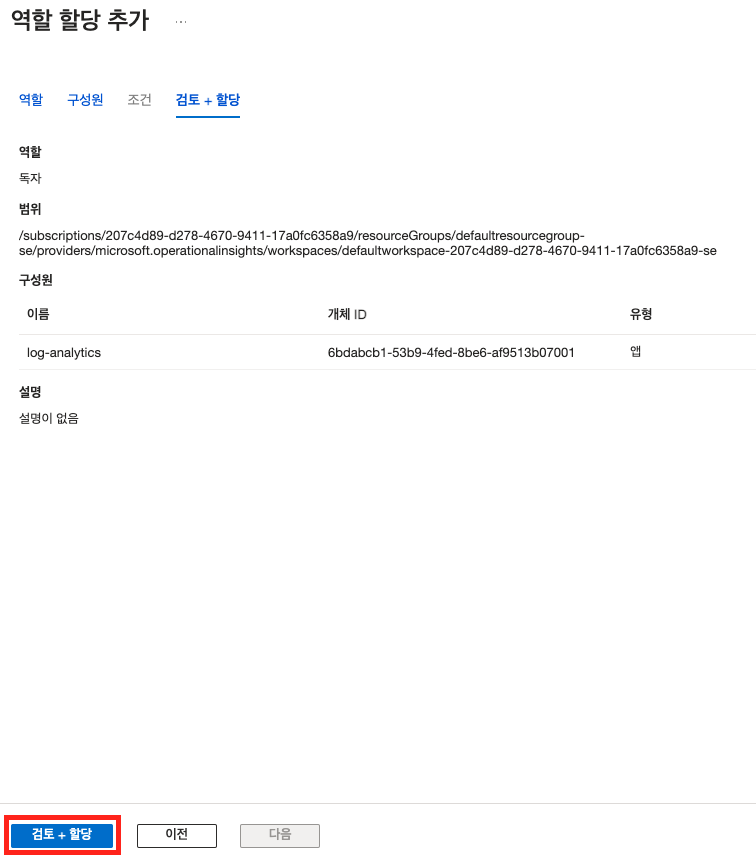 역할 할당 추가 ...
역할 구성원 조건 검토 + 할당
역할
독자
범위
/subscriptions/207c4d89-d278-4670-9411-17a0fc6358a9/resourceGroups/defaultresourcegroup-
se/providers/microsoft.operationalinsights/workspaces/defaultworkspace-207c4d89-d278-4670-9411-17a0fc6358a9-se
구성원
이름 개체 ID 유형
log-analytics 6bdabcb1-53b9-4fed-8be6-af9513b07001 앱
설명
설명이 없음
검토 + 할당 이전 다음